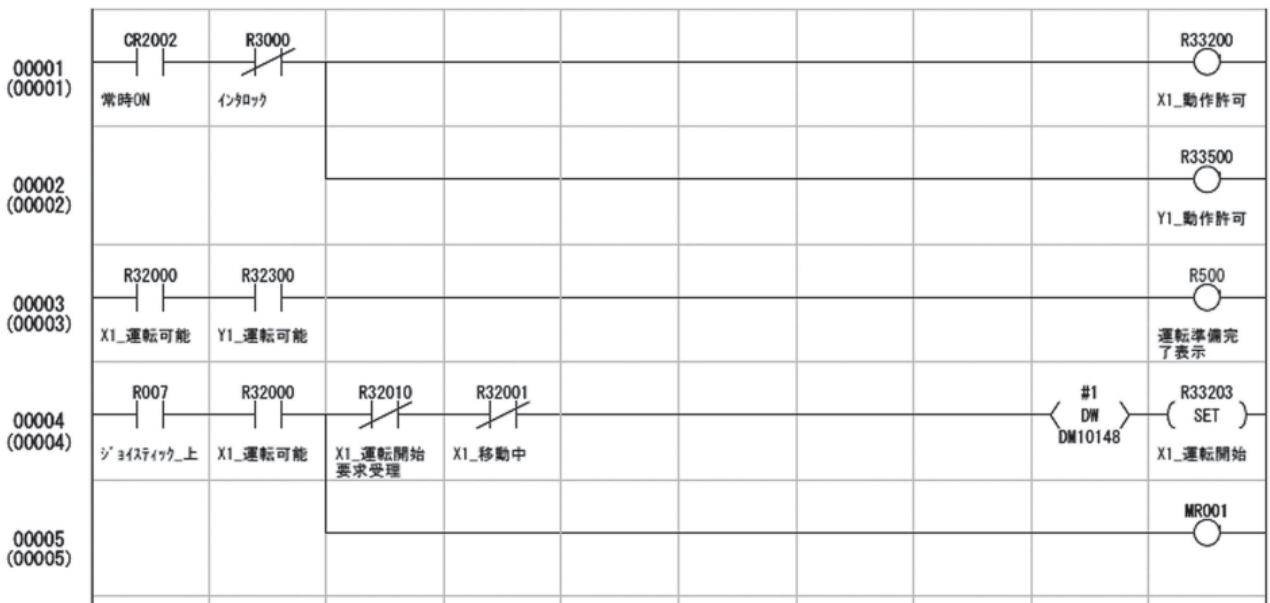 CR2002 R3000 R33200
00001
(00001)
常時ON ｲﾝﾀﾛｯｸ X1_動作許可
R33500
00002
(00002)
Y1_動作許可
R32000 R32300 R500
00003
(00003)
X1_運転可能 Y1_運転可能 運転準備完
了表示
R007 R32000 R32010 R32001 #1 R33203
00004
(00004)
DW SET
DM10148
ｼﾞｮｲｽﾃｨｯｸ_上 X1_運転可能 X1_運転開始 X1_移動中 X1_運転開始
要求受理
MR001
00005
(00005)